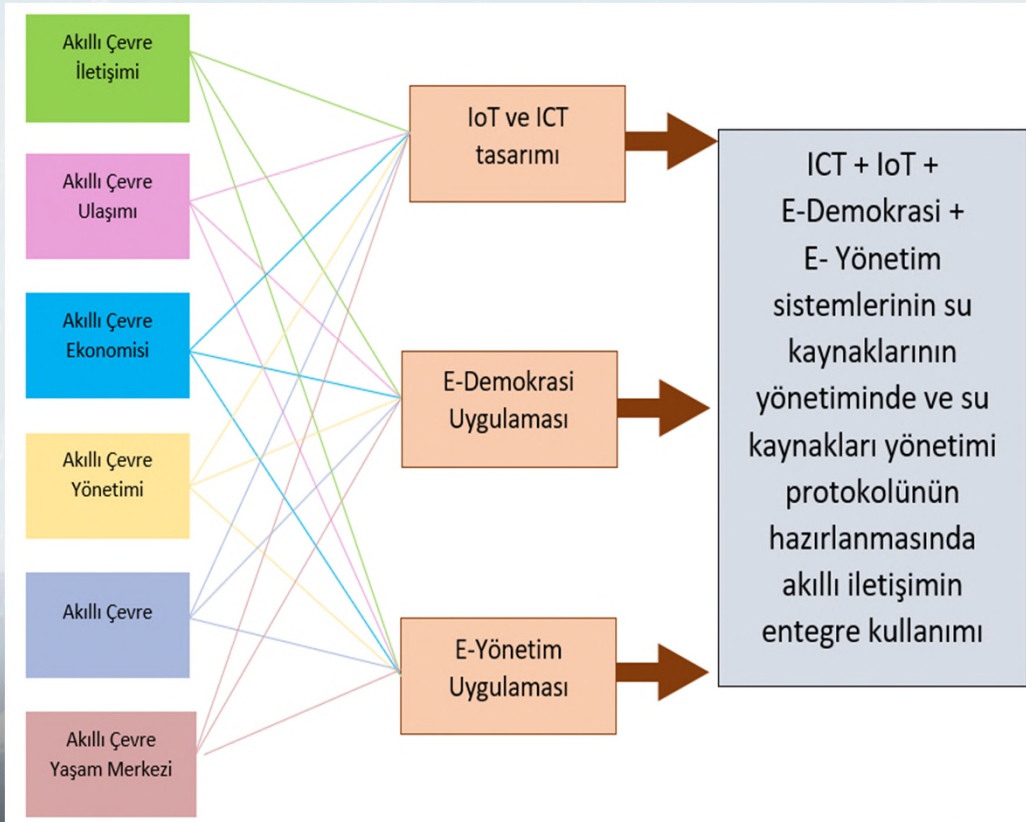 Akıllı Çevre
İletişimi
Akıllı Çevre
Ulaşımı
Akıllı Çevre
Ekonomisi
Akıllı Çevre
Yönetimi
Akıllı Çevre
Akıllı Çevre
Yaşam Merkezi
IoT ve ICT
tasarımı
E-Demokrasi
Uygulaması
E-Yönetim
Uygulaması
ICT + IoT +
E-Demokrasi +
E- Yönetim
sistemlerinin su
kaynaklarının
yönetiminde ve su
kaynakları yönetimi
protokolünün
hazırlanmasında
akıllı iletişimin
entegre kullanımı